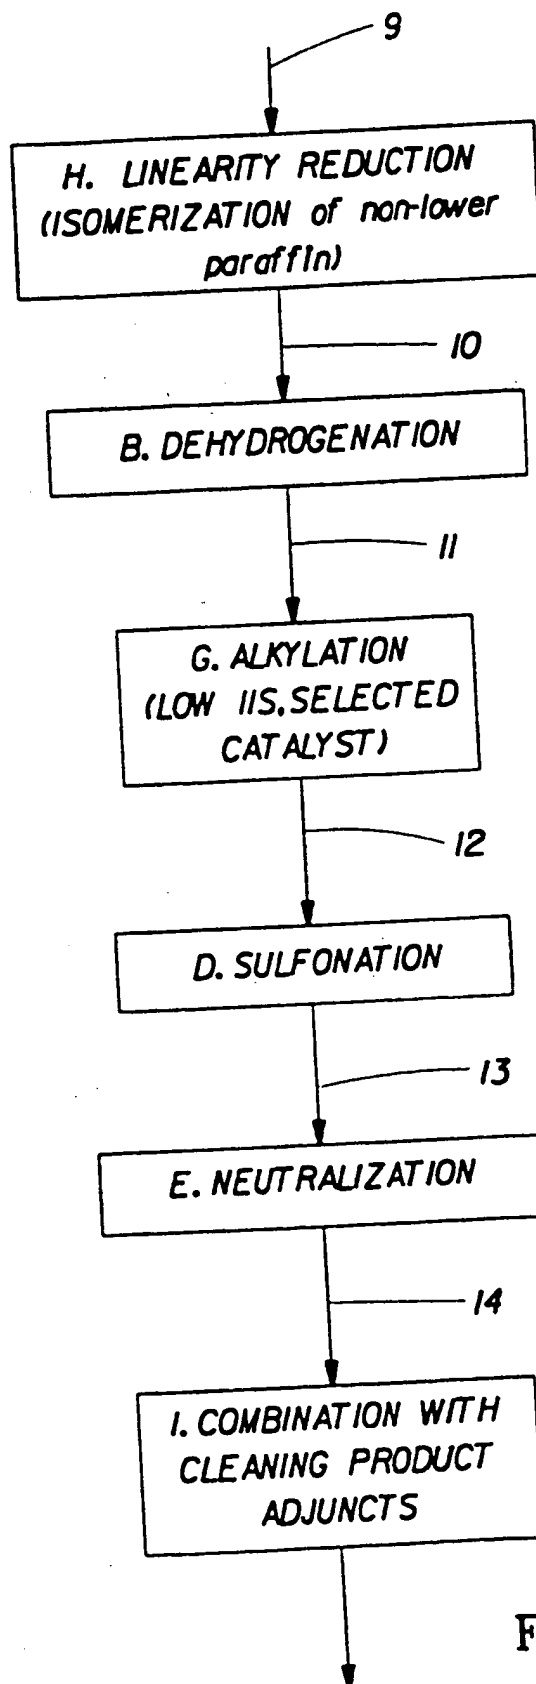 9
H. LINEARITY REDUCTION
(ISOMERIZATION of non-lower
paraffin)
10
B. DEHYDROGENATION
11
G. ALKYLATION
(LOW IIS, SELECTED
CATALYST)
12
D. SULFONATION
13
E. NEUTRALIZATION
14
I. COMBINATION WITH
CLEANING PRODUCT
ADJUNCTS
F